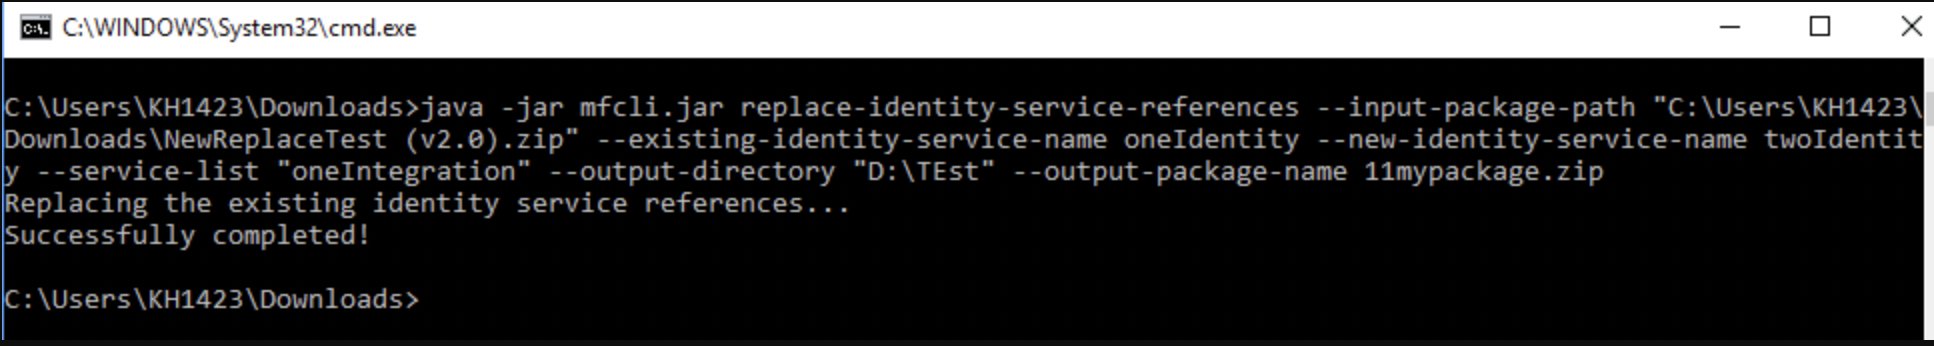 C:\WINDOWS\System32\cmd.exe
C:\Users\KH1423\Downloads>java -jar mfcli.jar replace-identity-service-references --input-package-path "C:\Users\KH1423\
Downloads\NewReplaceTest (v2.0).zip" --existing-identity-service-name oneIdentity --new-identity-service-name twoIdentit
y --service-list "oneIntegration" --output-directory "D:\TEst" --output-package-name 11mypackage.zip
Replacing the existing identity service references...
Successfully completed!
C:\Users\KH1423\Downloads>